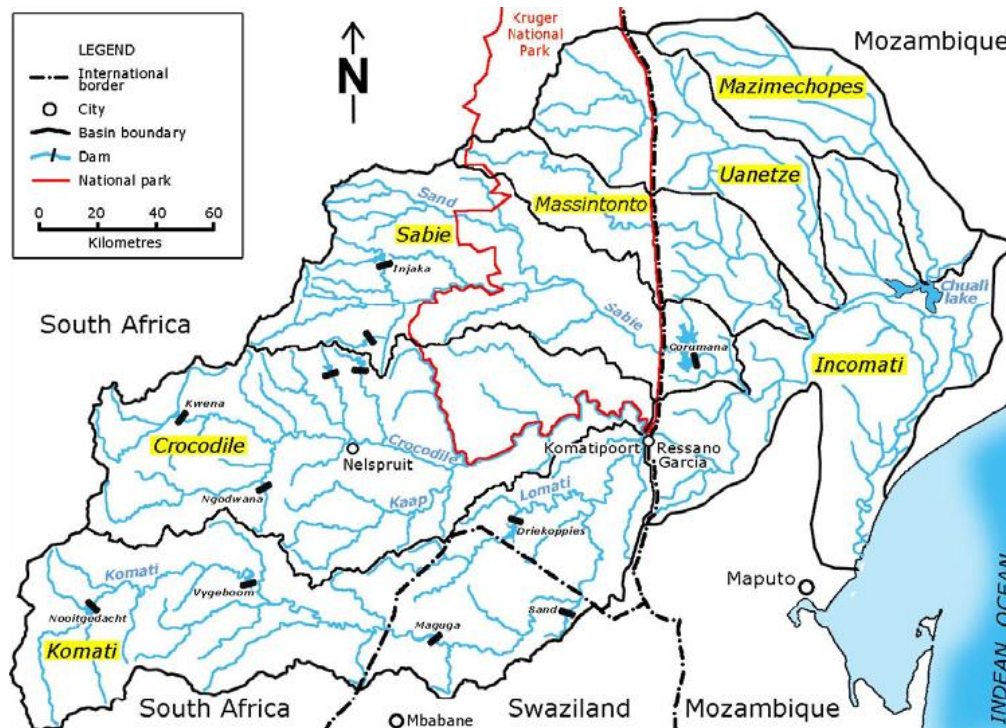 LEGEND
International
border
City
Basin boundary
Dam
National park
0 20 40 60
Kilometres
N
Kruger
National
Park
Mozambique
Mazimechopes
Uanetze
Massintonto
Sand
Sabie
Injaka
Sabie
Chuali
lake
South Africa
Corumana
Incomati
Kwena
Crocodile
Nelspruit
Crocodile
Komatipoort
Ressano
Garcia
Ngodwana
Kaap
Lomati
Driekoppies
Komati
Vygeboom
Nooitgedacht
Maputo
Sand
Maguga
Komati
South Africa
Swaziland
Mozambique
Mbabane
INDEAN OCEAN